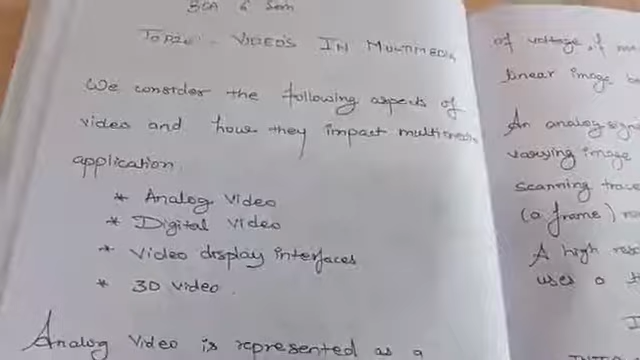 BCA 6 Sem
TOPIC: VIDEOS IN MULTIMEDIA
We consider the following aspects of
video and how they impact multimedia
application.
* Analog Video
* Digital Video
* Video display interfaces
* 3D video.
Analog Video is represented as a
of voltage, if
linear image
An analog
varying image
scanning
(a frame)
A high
uses a